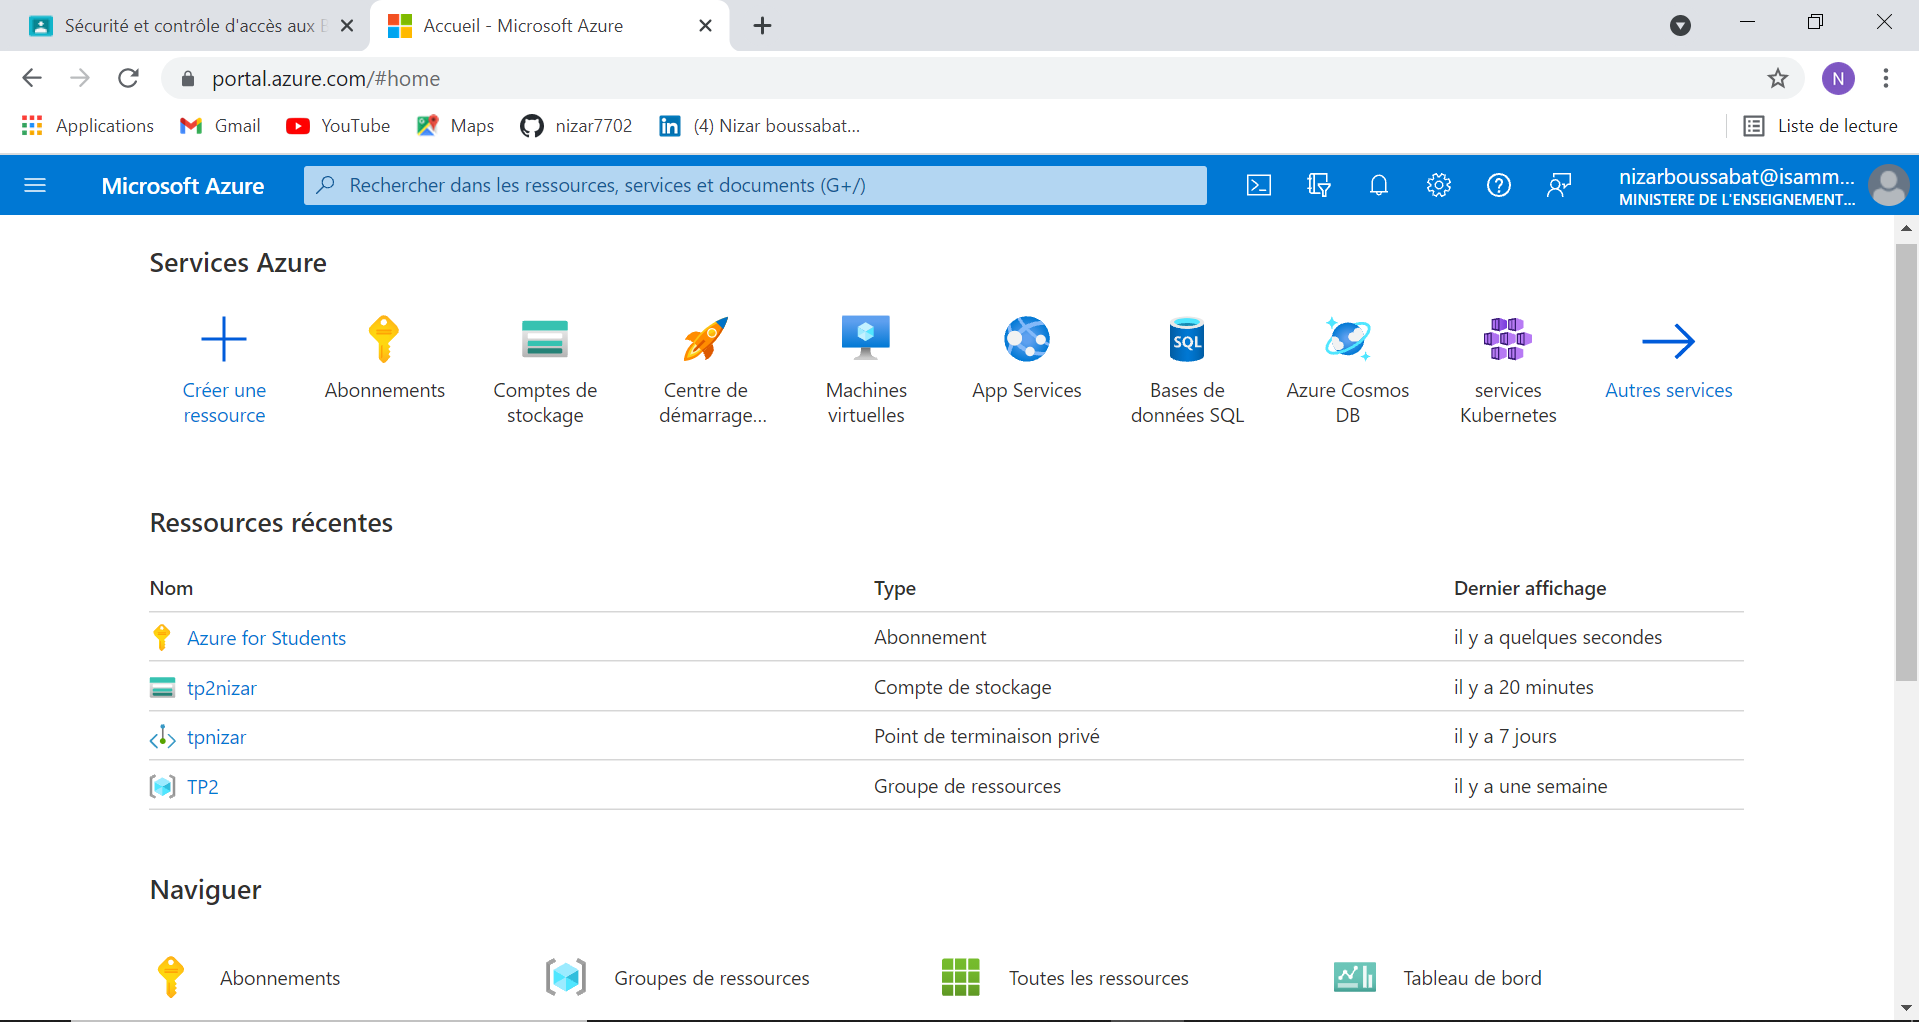 Sécurité et contrôle d'accès aux B
Accueil - Microsoft Azure
portal.azure.com/#home
N
Applications
Gmail
YouTube
Maps
nizar7702
(4) Nizar boussabat...
Liste de lecture
Microsoft Azure
Rechercher dans les ressources, services et documents (G+/)
nizarboussabat@isamm...
MINISTERE DE L'ENSEIGNEMENT...
Services Azure
Créer une
ressource
Abonnements
Comptes de
stockage
Centre de
démarrage...
Machines
virtuelles
App Services
SQL
Bases de
données SQL
Azure Cosmos
DB
services
Kubernetes
Autres services
Ressources récentes
Nom Type Dernier affichage
Azure for Students Abonnement il y a quelques secondes
tp2nizar Compte de stockage il y a 20 minutes
tpnizar Point de terminaison privé il y a 7 jours
TP2 Groupe de ressources il y a une semaine
Naviguer
Abonnements
Groupes de ressources
Toutes les ressources
Tableau de bord